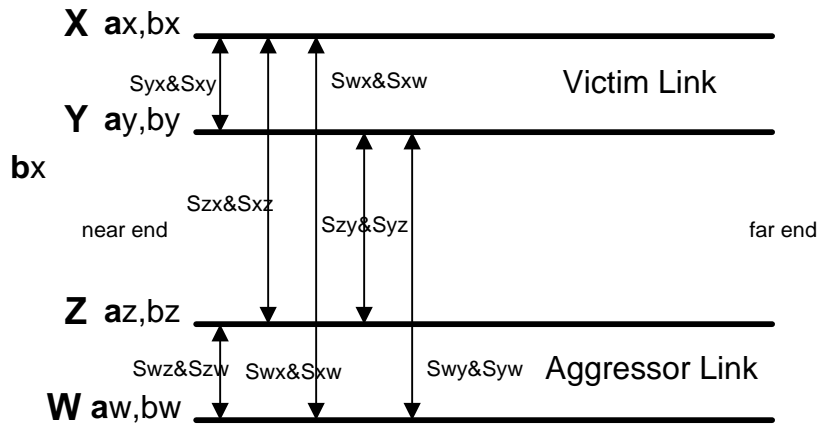 X ax,bx
Syx&Sxy
Swx&Sxw
Victim Link
Y ay,by
bx
Szx&Sxz
Szy&Syz
near end
far end
Z az,bz
Swz&Szw
Swx&Sxw
Swy&Syw
Aggressor Link
W aw,bw